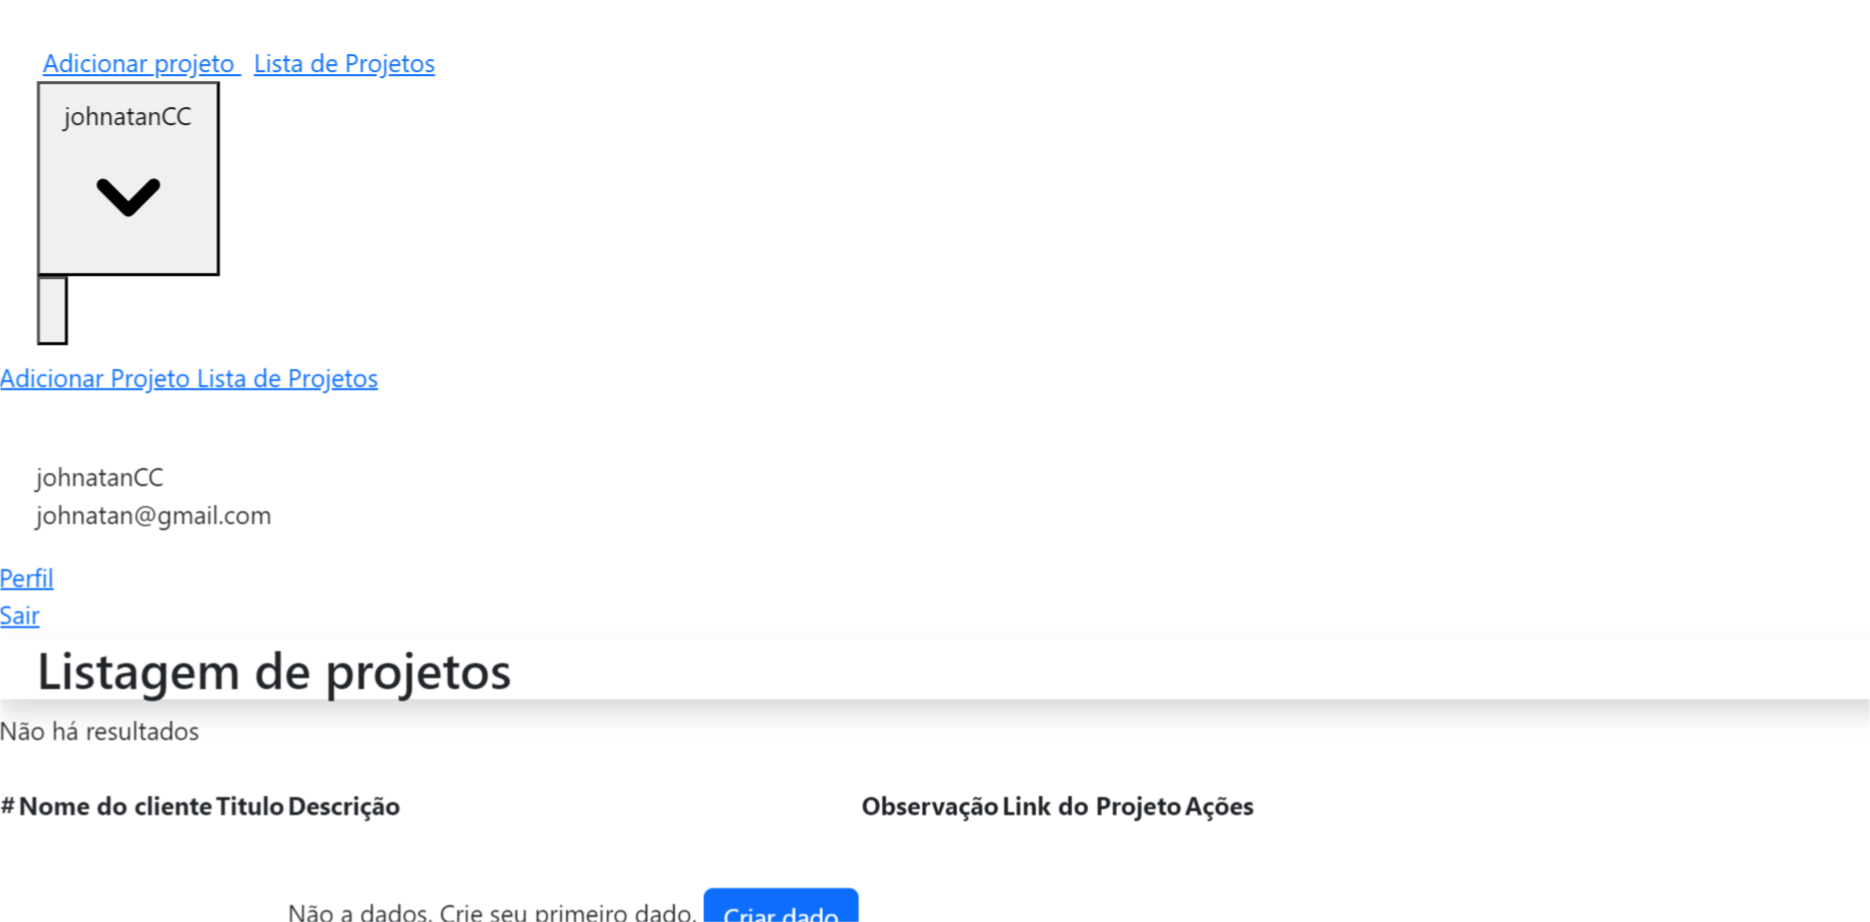 Adicionar projeto Lista de Projetos
johnatanCC
Adicionar Projeto Lista de Projetos
johnatanCC
johnatan@gmail.com
Perfil
Sair
Listagem de projetos
Não há resultados
# Nome do cliente Titulo Descrição Observação Link do Projeto Ações
Não a dados. Crie seu primeiro dado. Criar dado